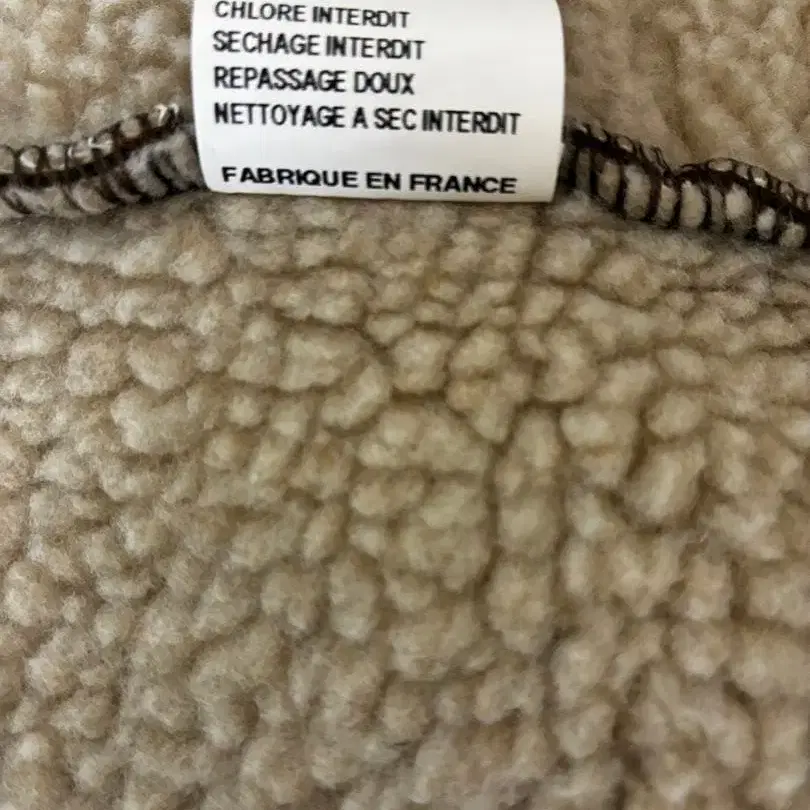 CHLORE INTERDIT
SECHAGE INTERDIT
REPASSAGE DOUX
NETTOYAGE A SEC INTERDIT
FABRIQUE EN FRANCE